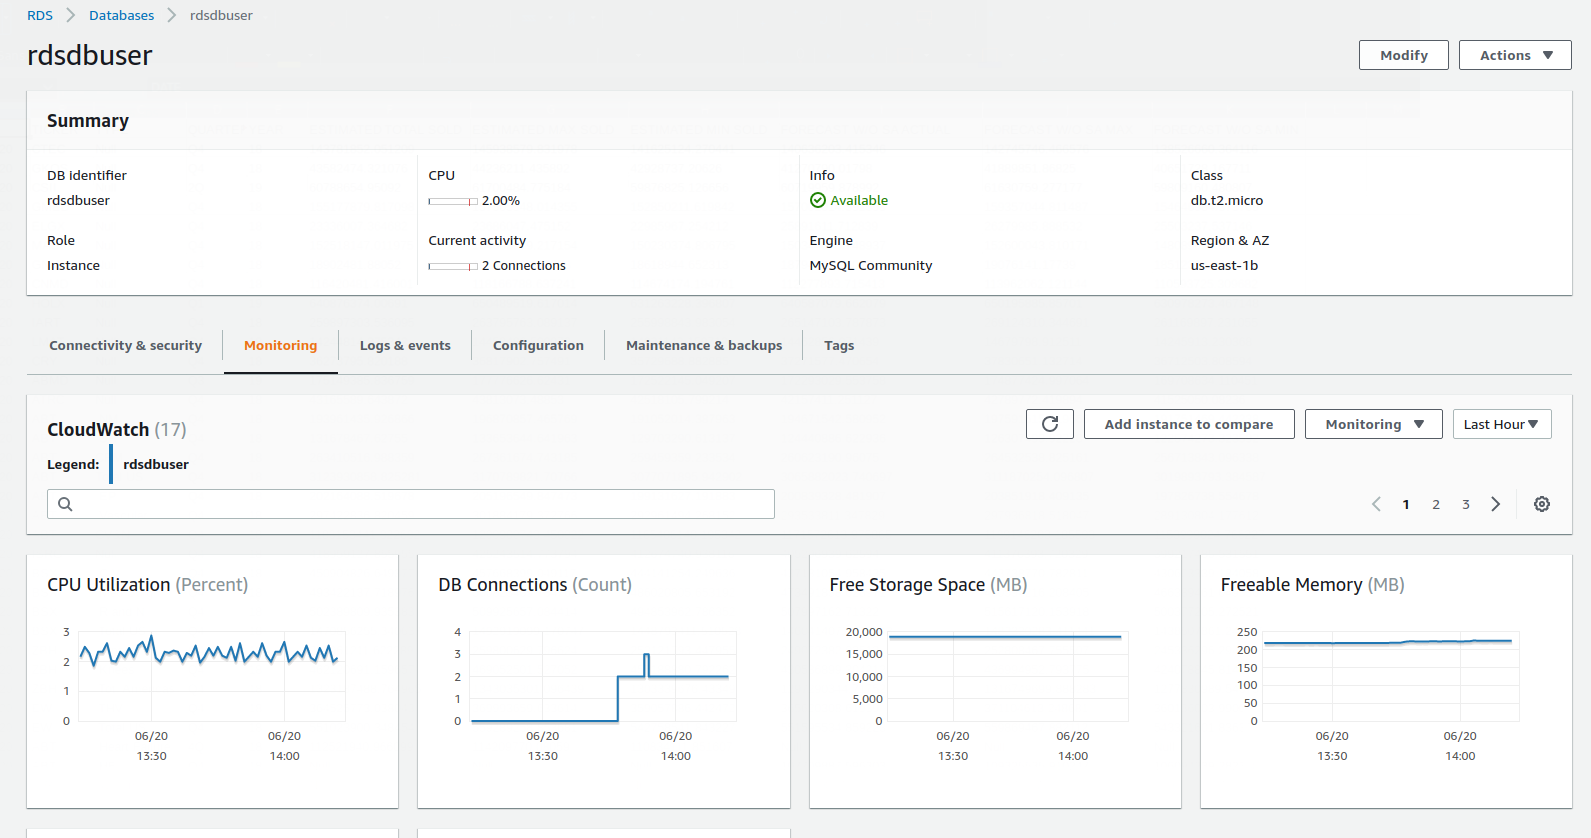 RDS > Databases > rdsdbuser
rdsdbuser
Modify
Actions
Summary
DB identifier
rdsdbuser
CPU
2.00%
Info
Available
Class
db.t2.micro
Role
Instance
Current activity
2 Connections
Engine
MySQL Community
Region & AZ
us-east-1b
Connectivity & security
Monitoring
Logs & events
Configuration
Maintenance & backups
Tags
CloudWatch (17)
Add instance to compare
Monitoring
Last Hour
Legend: rdsdbuser
1 2 3
CPU Utilization (Percent)
3
2
1
0
06/20 06/20
13:30 14:00
DB Connections (Count)
4
3
2
1
0
06/20 06/20
13:30 14:00
Free Storage Space (MB)
20,000
15,000
10,000
5,000
0
06/20 06/20
13:30 14:00
Freeable Memory (MB)
250
200
150
100
50
0
06/20 06/20
13:30 14:00